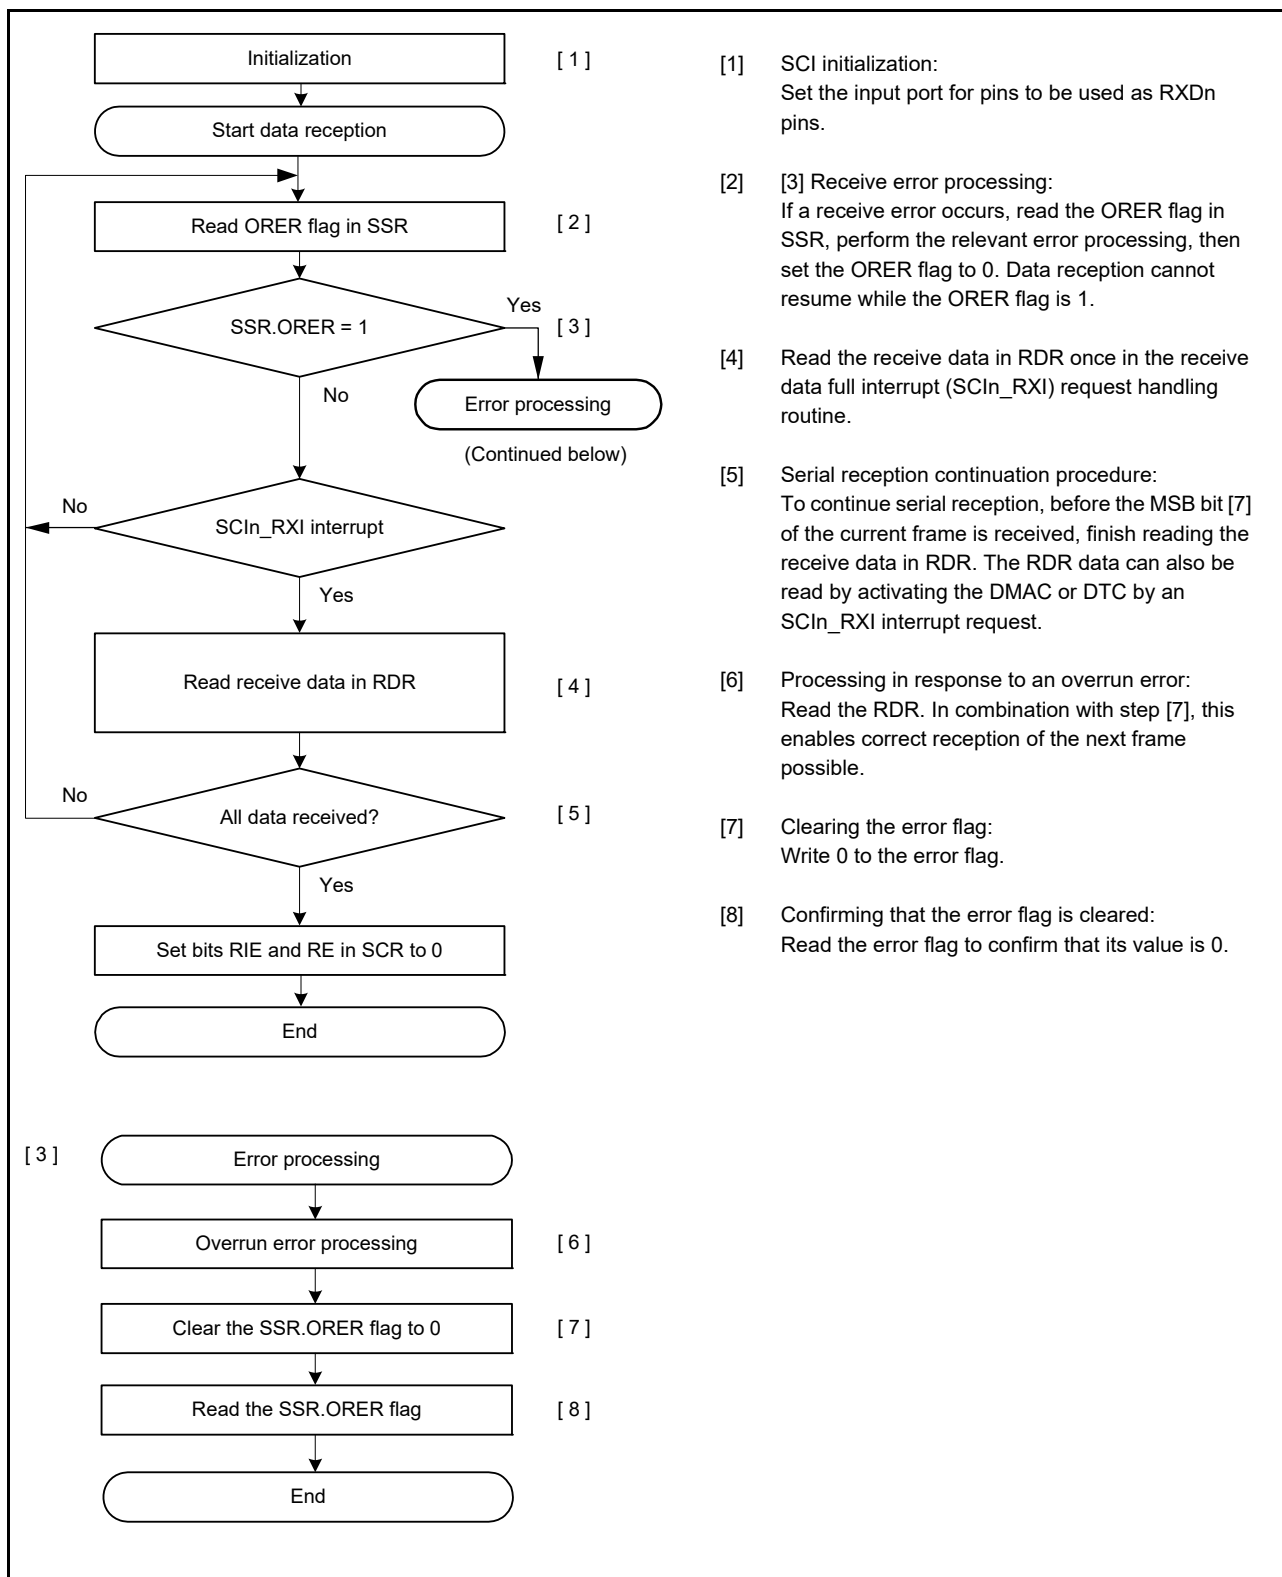 Initialization
[ 1 ]
Start data reception
Read ORER flag in SSR
[ 2 ]
SSR.ORER = 1
Yes
[ 3 ]
No
Error processing
(Continued below)
No
SCIn_RXI interrupt
Yes
Read receive data in RDR
[ 4 ]
No
All data received?
[ 5 ]
Yes
Set bits RIE and RE in SCR to 0
End
[1] SCI initialization:
Set the input port for pins to be used as RXDn
pins.
[2] [3] Receive error processing:
If a receive error occurs, read the ORER flag in
SSR, perform the relevant error processing, then
set the ORER flag to 0. Data reception cannot
resume while the ORER flag is 1.
[4] Read the receive data in RDR once in the receive
data full interrupt (SCIn_RXI) request handling
routine.
[5] Serial reception continuation procedure:
To continue serial reception, before the MSB bit [7]
of the current frame is received, finish reading the
receive data in RDR. The RDR data can also be
read by activating the DMAC or DTC by an
SCIn_RXI interrupt request.
[6] Processing in response to an overrun error:
Read the RDR. In combination with step [7], this
enables correct reception of the next frame
possible.
[7] Clearing the error flag:
Write 0 to the error flag.
[8] Confirming that the error flag is cleared:
Read the error flag to confirm that its value is 0.
[ 3 ]
Error processing
Overrun error processing
[ 6 ]
Clear the SSR.ORER flag to 0
[ 7 ]
Read the SSR.ORER flag
[ 8 ]
End